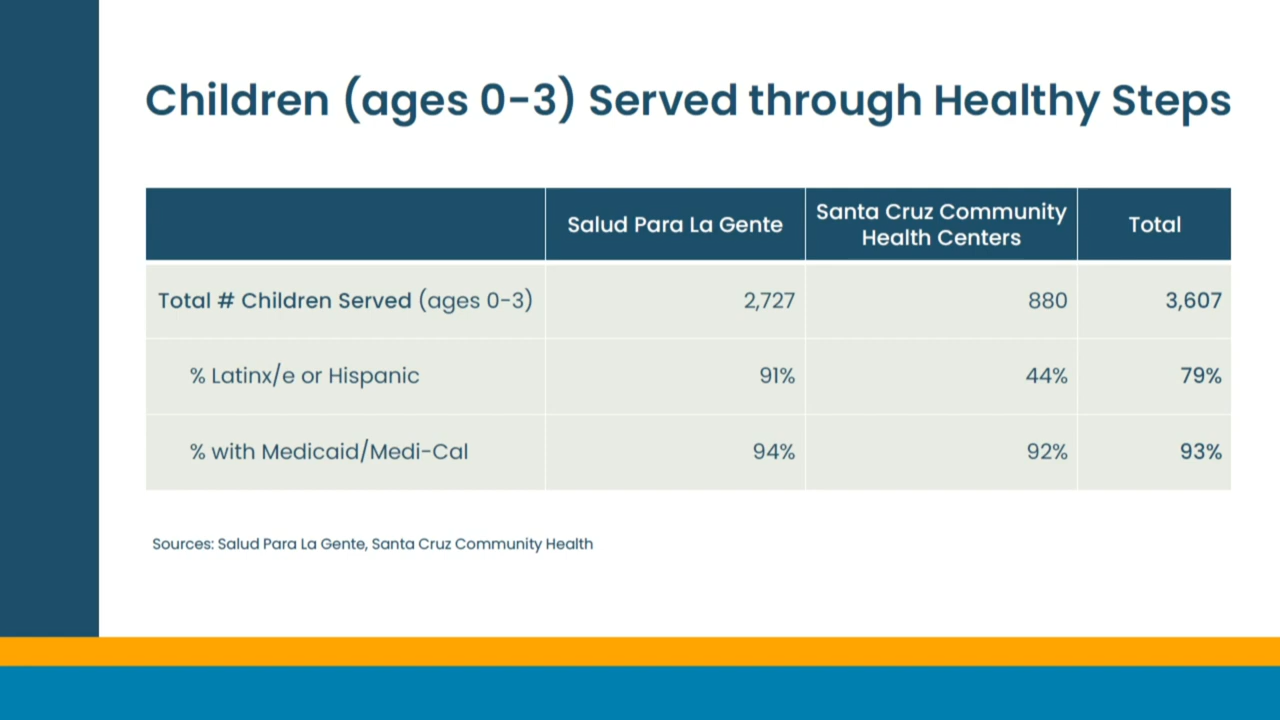 Children (ages 0-3) Served through Healthy Steps
Salud Para La Gente
Santa Cruz Community
Health Centers
Total
Total # Children Served (ages 0-3) 2,727 880 3,607
% Latinx/e or Hispanic 91% 44% 79%
% with Medicaid/Medi-Cal 94% 92% 93%
Sources: Salud Para La Gente, Santa Cruz Community Health